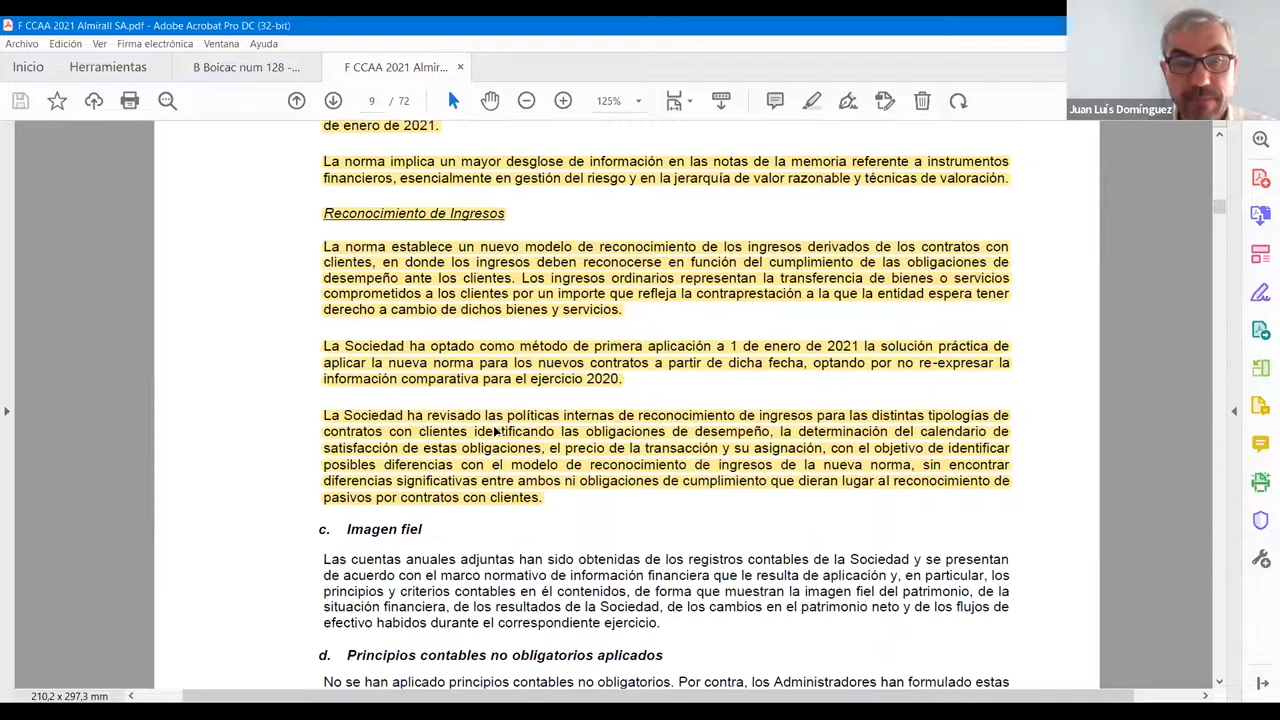 F CCAA 2021 Almirall SA.pdf - Adobe Acrobat Pro DC (32-bit)
Archivo Edición Ver Firma electrónica Ventana Ayuda
Inicio Herramientas B Boicac num 128 -... F CCAA 2021 Almir... ×
9 / 72 125%
Juan Luís Domínguez
de enero de 2021.
La norma implica un mayor desglose de información en las notas de la memoria referente a instrumentos
financieros, esencialmente en gestión del riesgo y en la jerarquía de valor razonable y técnicas de valoración.
Reconocimiento de Ingresos
La norma establece un nuevo modelo de reconocimiento de los ingresos derivados de los contratos con
clientes, en donde los ingresos deben reconocerse en función del cumplimiento de las obligaciones de
desempeño ante los clientes. Los ingresos ordinarios representan la transferencia de bienes o servicios
comprometidos a los clientes por un importe que refleja la contraprestación a la que la entidad espera tener
derecho a cambio de dichos bienes y servicios.
La Sociedad ha optado como método de primera aplicación a 1 de enero de 2021 la solución práctica de
aplicar la nueva norma para los nuevos contratos a partir de dicha fecha, optando por no re-expresar la
información comparativa para el ejercicio 2020.
La Sociedad ha revisado las políticas internas de reconocimiento de ingresos para las distintas tipologías de
contratos con clientes identificando las obligaciones de desempeño, la determinación del calendario de
satisfacción de estas obligaciones, el precio de la transacción y su asignación, con el objetivo de identificar
posibles diferencias con el modelo de reconocimiento de ingresos de la nueva norma, sin encontrar
diferencias significativas entre ambos ni obligaciones de cumplimiento que dieran lugar al reconocimiento de
pasivos por contratos con clientes.
c. Imagen fiel
Las cuentas anuales adjuntas han sido obtenidas de los registros contables de la Sociedad y se presentan
de acuerdo con el marco normativo de información financiera que le resulta de aplicación y, en particular, los
principios y criterios contables en él contenidos, de forma que muestran la imagen fiel del patrimonio, de la
situación financiera, de los resultados de la Sociedad, de los cambios en el patrimonio neto y de los flujos de
efectivo habidos durante el correspondiente ejercicio.
d. Principios contables no obligatorios aplicados
No se han aplicado principios contables no obligatorios. Por contra, los Administradores han formulado estas
210,2 x 297,3 mm